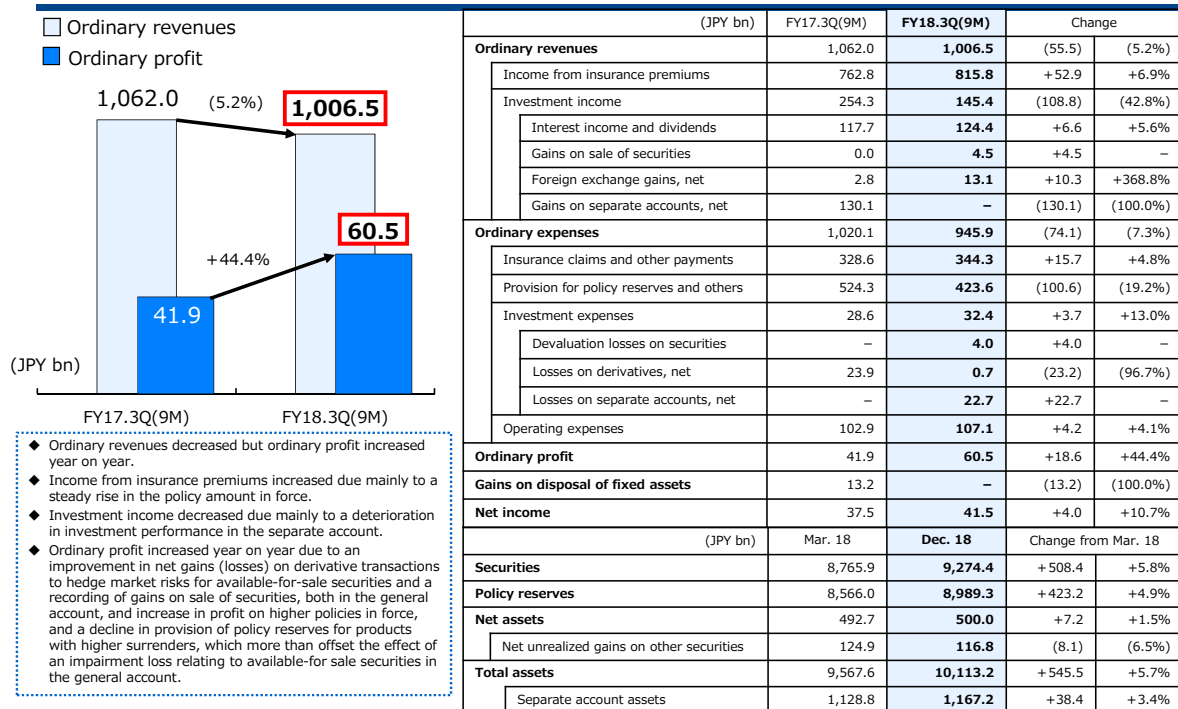 Ordinary revenues
Ordinary profit
1,062.0 (5.2%) 1,006.5
60.5
+44.4%
41.9
(JPY bn)
FY17.3Q(9M) FY18.3Q(9M)
◆ Ordinary revenues decreased but ordinary profit increased
year on year.
◆ Income from insurance premiums increased due mainly to a
steady rise in the policy amount in force.
◆ Investment income decreased due mainly to a deterioration
in investment performance in the separate account.
◆ Ordinary profit increased year on year due to an
improvement in net gains (losses) on derivative transactions
to hedge market risks for available-for-sale securities and a
recording of gains on sale of securities, both in the general
account, and increase in profit on higher policies in force,
and a decline in provision of policy reserves for products
with higher surrenders, which more than offset the effect of
an impairment loss relating to available-for sale securities in
the general account.
(JPY bn) FY17.3Q(9M) FY18.3Q(9M) Change
Ordinary revenues 1,062.0 1,006.5 (55.5) (5.2%)
Income from insurance premiums 762.8 815.8 +52.9 +6.9%
Investment income 254.3 145.4 (108.8) (42.8%)
Interest income and dividends 117.7 124.4 +6.6 +5.6%
Gains on sale of securities 0.0 4.5 +4.5 –
Foreign exchange gains, net 2.8 13.1 +10.3 +368.8%
Gains on separate accounts, net 130.1 – (130.1) (100.0%)
Ordinary expenses 1,020.1 945.9 (74.1) (7.3%)
Insurance claims and other payments 328.6 344.3 +15.7 +4.8%
Provision for policy reserves and others 524.3 423.6 (100.6) (19.2%)
Investment expenses 28.6 32.4 +3.7 +13.0%
Devaluation losses on securities – 4.0 +4.0 –
Losses on derivatives, net 23.9 0.7 (23.2) (96.7%)
Losses on separate accounts, net – 22.7 +22.7 –
Operating expenses 102.9 107.1 +4.2 +4.1%
Ordinary profit 41.9 60.5 +18.6 +44.4%
Gains on disposal of fixed assets 13.2 – (13.2) (100.0%)
Net income 37.5 41.5 +4.0 +10.7%
(JPY bn) Mar. 18 Dec. 18 Change from Mar. 18
Securities 8,765.9 9,274.4 +508.4 +5.8%
Policy reserves 8,566.0 8,989.3 +423.2 +4.9%
Net assets 492.7 500.0 +7.2 +1.5%
Net unrealized gains on other securities 124.9 116.8 (8.1) (6.5%)
Total assets 9,567.6 10,113.2 +545.5 +5.7%
Separate account assets 1,128.8 1,167.2 +38.4 +3.4%